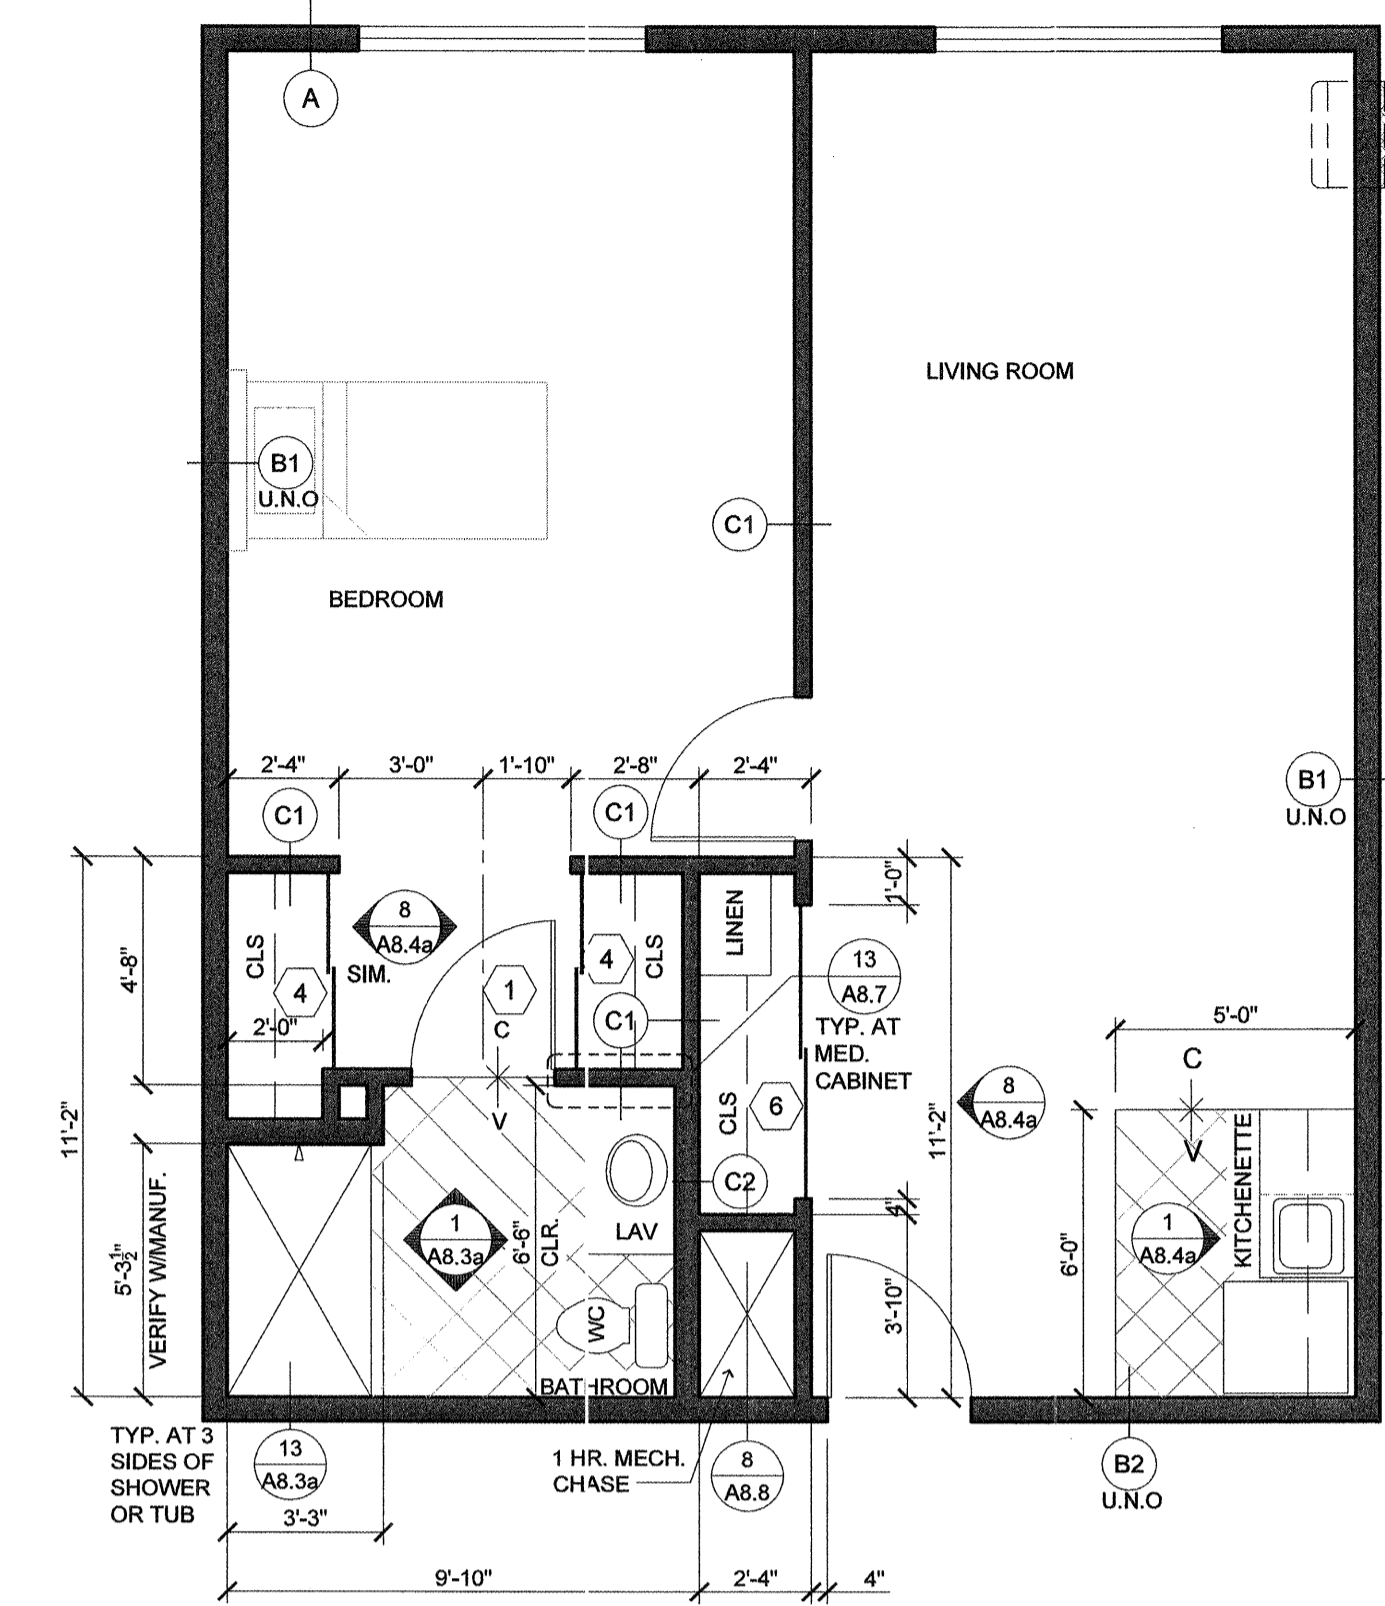 A
LIVING ROOM
B1
U.N.O
C1
BEDROOM
2'-4"
3'-0"
1'-10"
2'-8"
2'-4"
B1
U.N.O
C1
C1
1'-0"
8
A8.4a
SIM.
CLS
4
2'-0"
1
C
V
4
CLS
C1
LINEN
13
A8.7
TYP. AT
MED.
CABINET
CLS
6
4'-8"
11'-2"
5'-3½"
VERIFY W/MANUF.
8
A8.4a
11'-2"
5'-0"
C
V
KITCHENETTE
6'-0"
1
A8.4a
C2
4"
3'-10"
1
A8.3a
6'-6"
CLR.
LAV
WC
BATHROOM
TYP. AT 3
SIDES OF
SHOWER
OR TUB
13
A8.3a
1 HR. MECH.
CHASE
8
A8.8
B2
U.N.O
3'-3"
9'-10"
2'-4"
4"